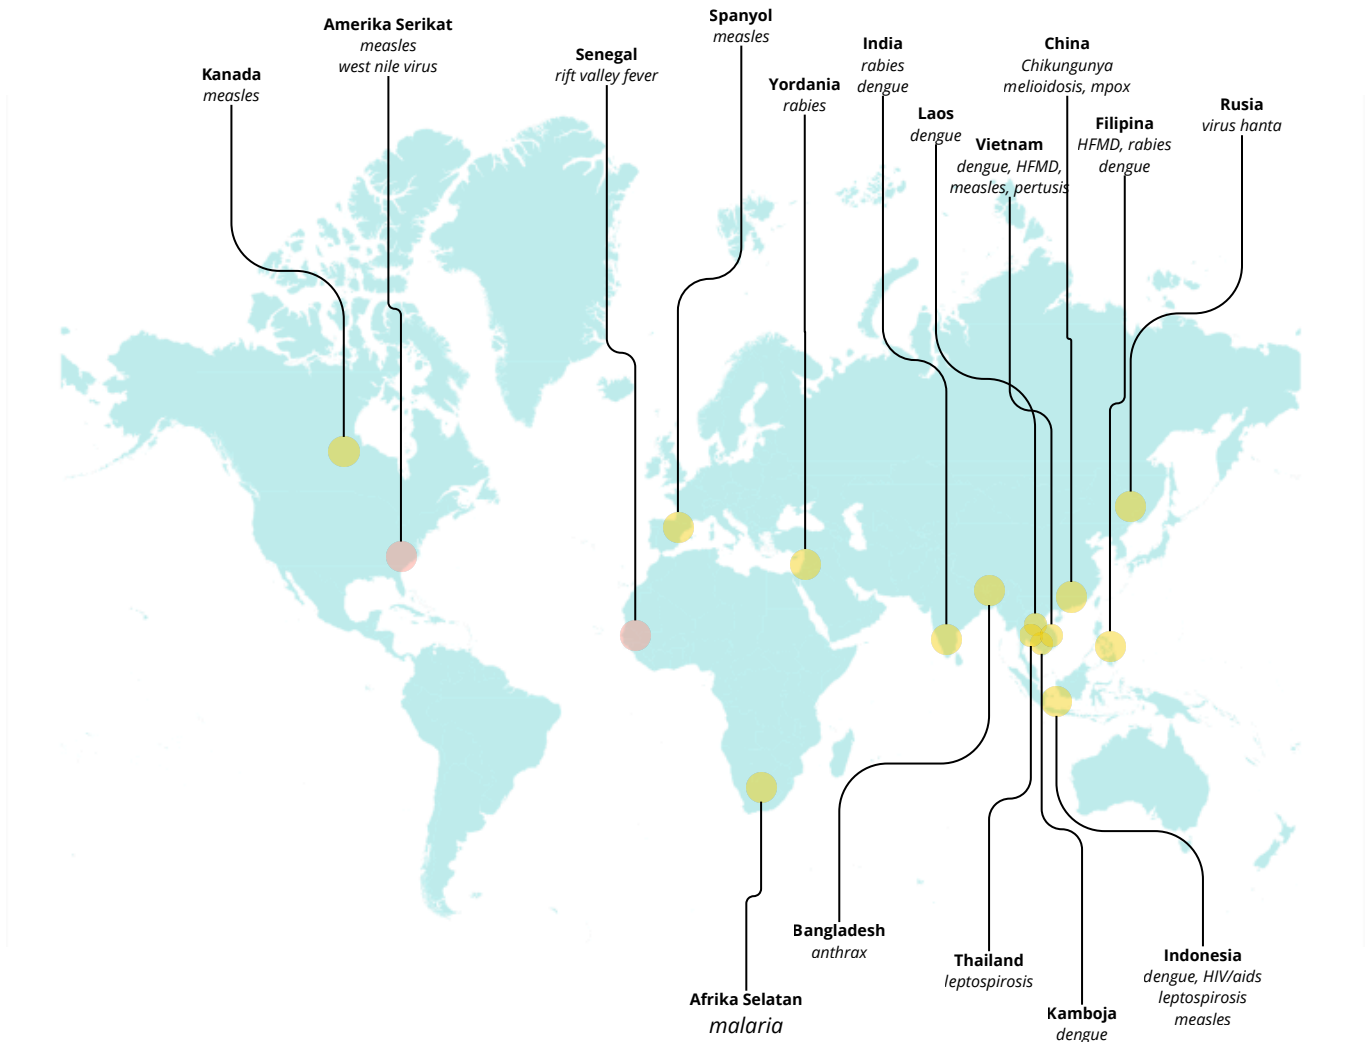 Kanada
measles
Amerika Serikat
measles
west nile virus
Senegal
rift valley fever
Spanyol
measles
Yordania
rabies
India
rabies
dengue
Laos
dengue
Vietnam
dengue, HFMD,
measles, pertusis
China
Chikungunya
melioidosis, mpox
Filipina
HFMD, rabies
dengue
Rusia
virus hanta
Afrika Selatan
malaria
Bangladesh
anthrax
Thailand
leptospirosis
Kamboja
dengue
Indonesia
dengue, HIV/aids
leptospirosis
measles